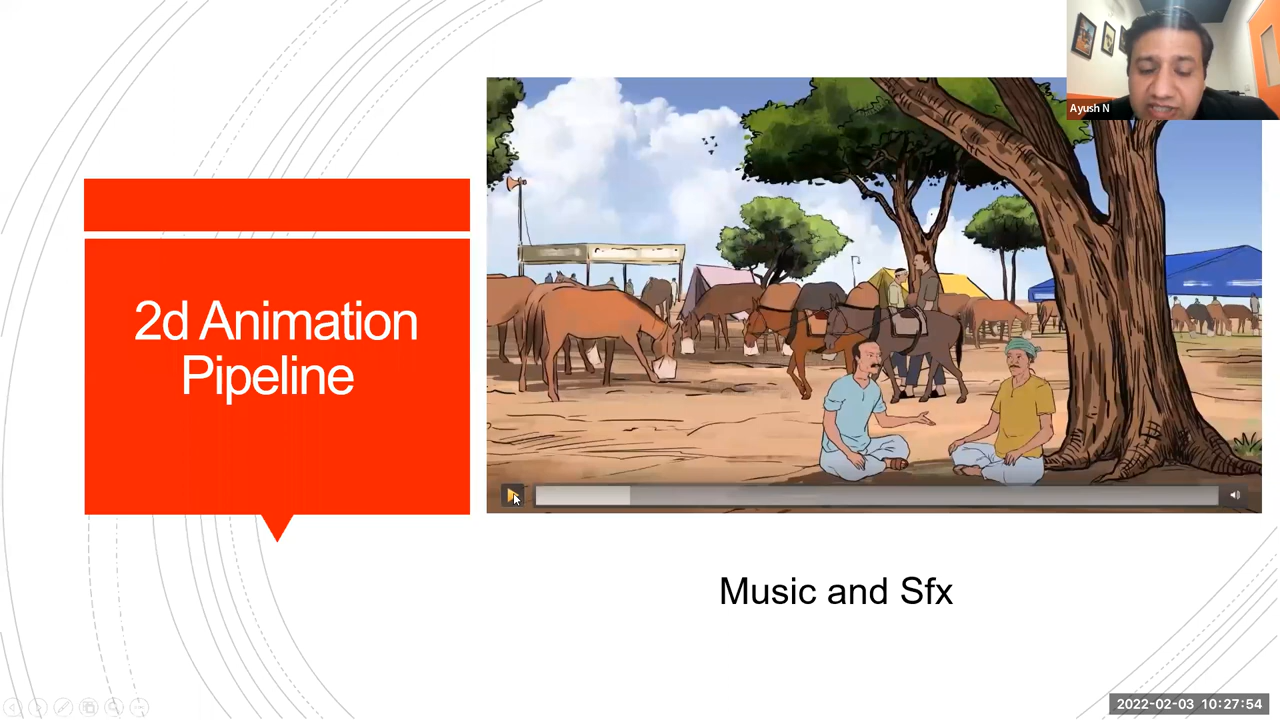 Ayush N
2d Animation
Pipeline
Music and Sfx
2022-02-03 10:27:54